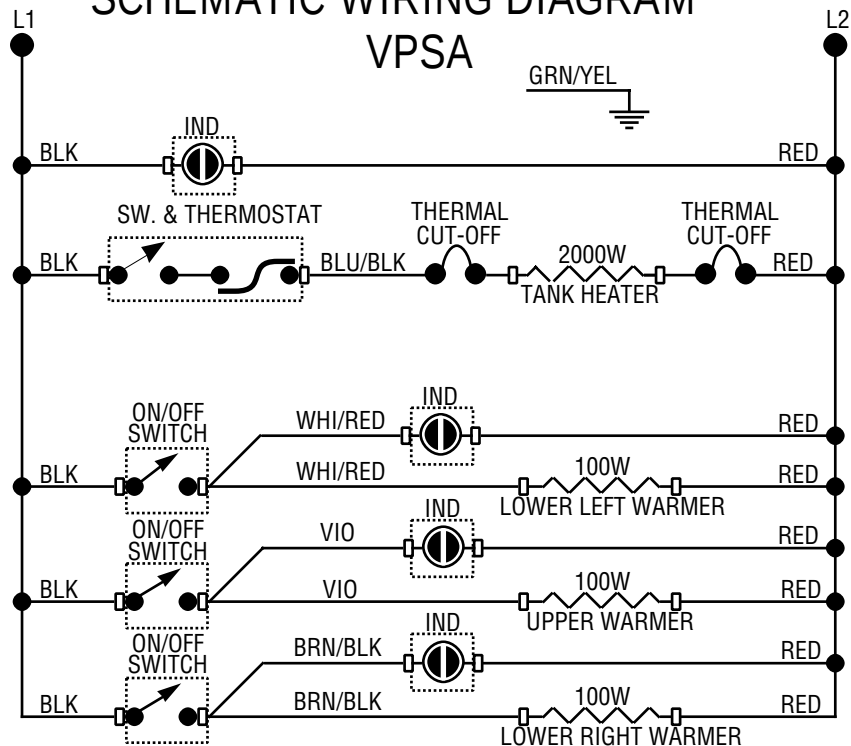 SCHEMATIC WIRING DIAGRAM
L1
L2
VPSA
GRN/YEL
IND
BLK
RED
SW. & THERMOSTAT
THERMAL
CUT-OFF
THERMAL
CUT-OFF
BLK
BLU/BLK
2000W
RED
TANK HEATER
IND
ON/OFF
SWITCH
WHI/RED
RED
BLK
WHI/RED
100W
RED
LOWER LEFT WARMER
IND
ON/OFF
SWITCH
VIO
RED
BLK
VIO
100W
RED
UPPER WARMER
IND
ON/OFF
SWITCH
BRN/BLK
RED
BLK
BRN/BLK
100W
RED
LOWER RIGHT WARMER